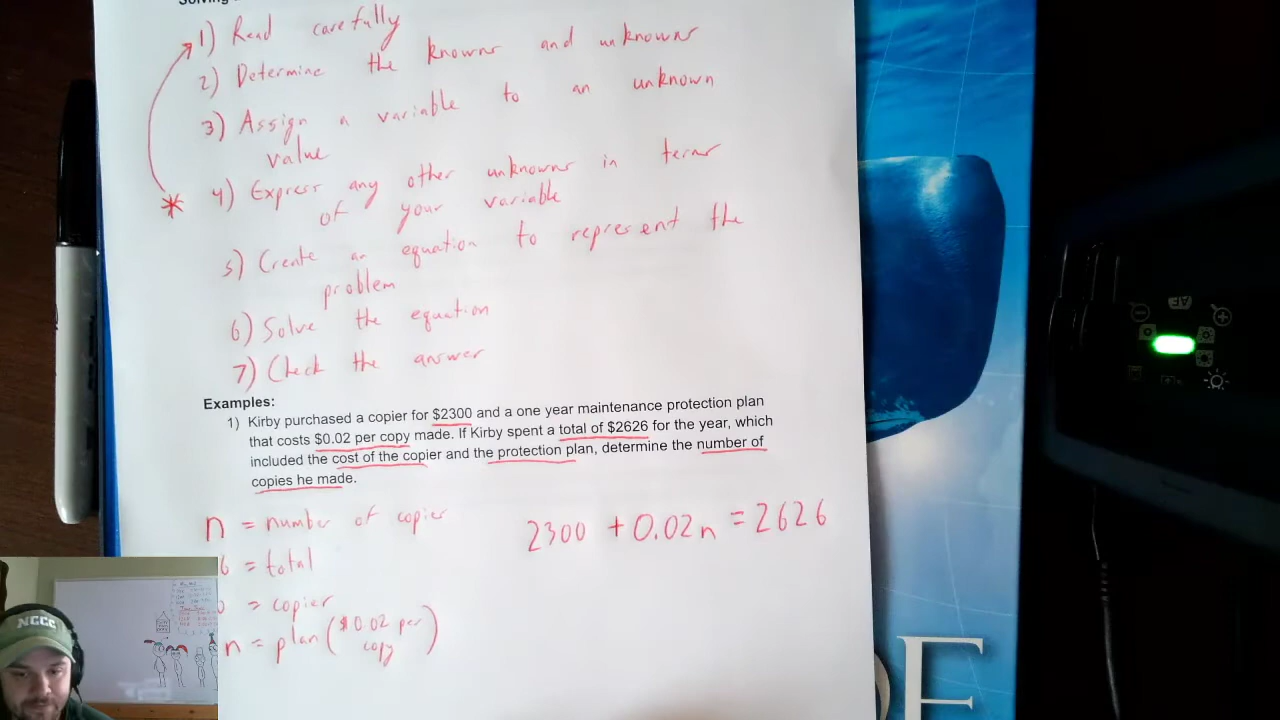 1) Read carefully
2) Determine the knowns and unknowns
3) Assign a variable to an unknown
value
* 4) Express any other unknowns in terms
of your variable
5) Create an equation to represent the
problem
6) Solve the equation
7) Check the answer
Examples:
1) Kirby purchased a copier for $2300 and a one year maintenance protection plan
that costs $0.02 per copy made. If Kirby spent a total of $2626 for the year, which
included the cost of the copier and the protection plan, determine the number of
copies he made.
n = number of copies
2300 + 0.02n = 2626
6 = total
0 = copier
n = plan ($0.02 per
copy)
NGCC
AF
OE